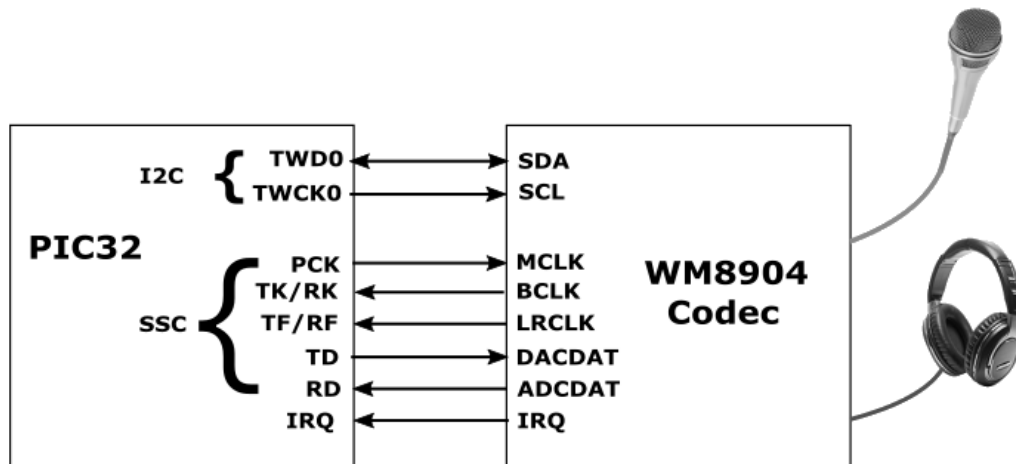 I2C
TWD0
SDA
TWCK0
SCL
PIC32
WM8904
Codec
SSC
PCK
MCLK
TK/RK
BCLK
TF/RF
LRCLK
TD
DACDAT
RD
ADCDAT
IRQ
IRQ